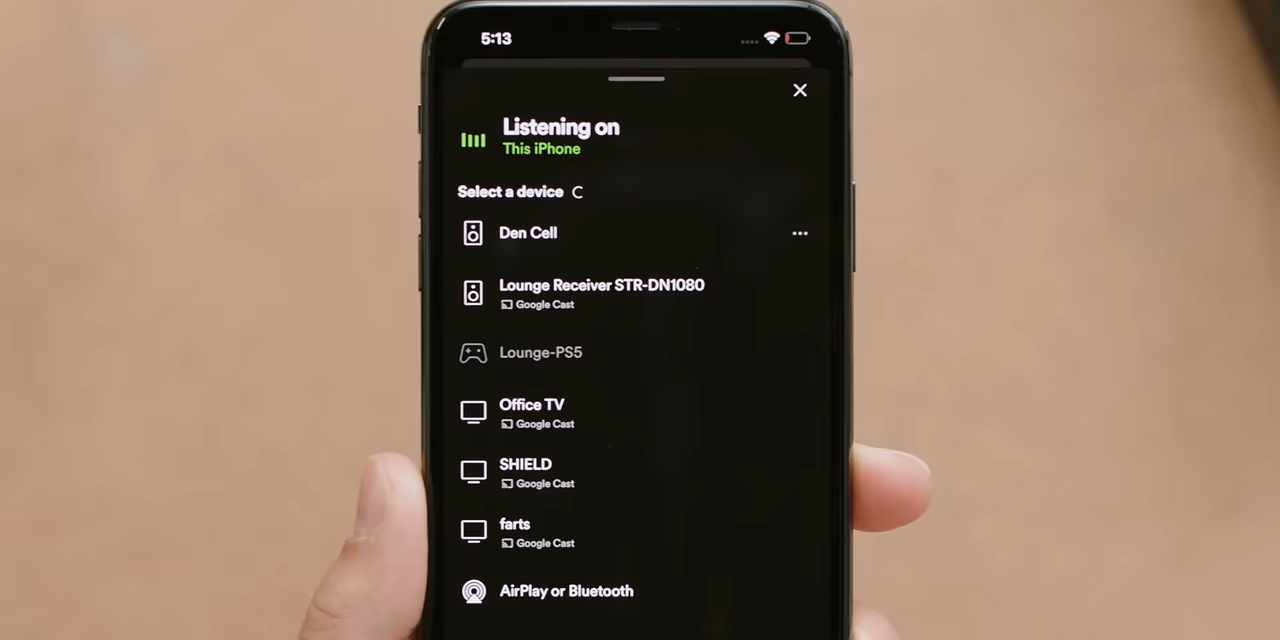 5:13
Listening on
This iPhone
Select a device
Den Cell
Lounge Receiver STR-DN1080
Google Cast
Lounge-PS5
Office TV
Google Cast
SHIELD
Google Cast
farts
Google Cast
AirPlay or Bluetooth